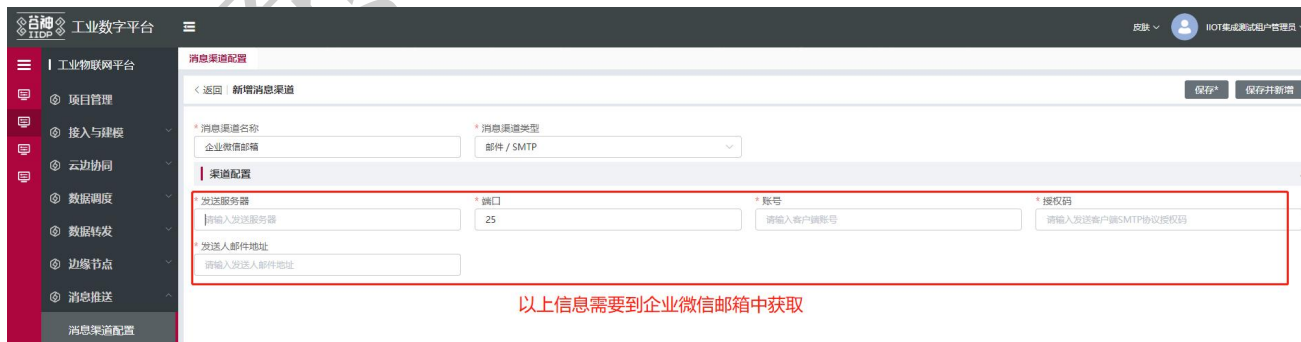 谷神 IIDP 工业数字平台 皮肤 IIOT集成测试租户管理员
工业物联网平台 消息渠道配置
返回 新增消息渠道 保存* 保存并新增
项目管理
接入与建模
* 消息渠道名称 * 消息渠道类型
企业微信邮箱 邮件 / SMTP
云边协同
渠道配置
数据调度
* 发送服务器 * 端口 * 账号 * 授权码
请输入发送服务器 25 请输入客户端账号 请输入发送客户端SMTP协议授权码
数据转发
* 发送人邮件地址
边缘节点
请输入发送人邮件地址
消息推送
以上信息需要到企业微信邮箱中获取
消息渠道配置